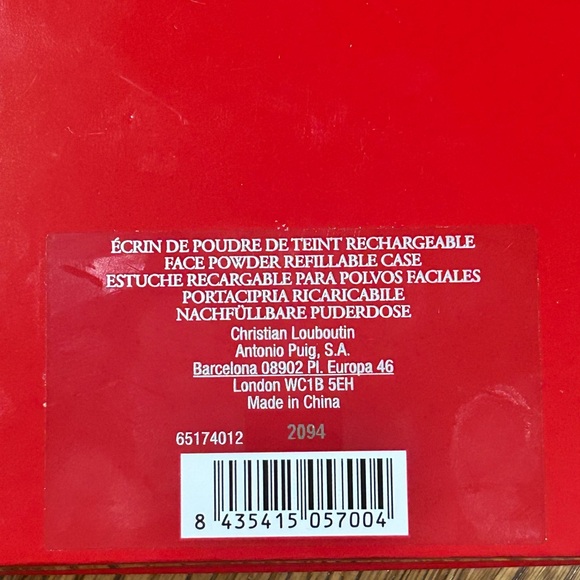 ÉCRIN DE POUDRE DE TEINT RECHARGEABLE
FACE POWDER REFILLABLE CASE
ESTUCHE RECARGABLE PARA POLVOS FACIALES
PORTACIPRIA RICARICABILE
NACHFÜLLBARE PUDERDOSE
Christian Louboutin
Antonio Puig, S.A.
Barcelona 08902 Pl. Europa 46
London WC1B 5EH
Made in China
65174012 2094
8 435415 057004